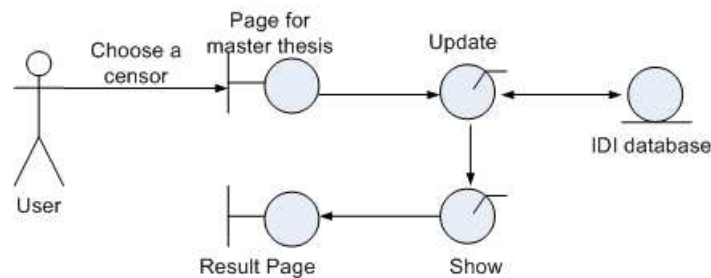 Page for
master thesis
Update
Choose a
censor
IDI database
User
Result Page
Show